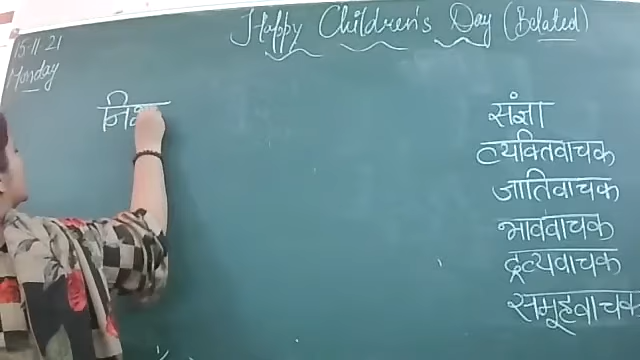 15.11.21
Monday
Happy Children's Day (Belated)
संज्ञा
व्यक्तिवाचक
जातिवाचक
भाववाचक
द्रव्यवाचक
समूहवाचक